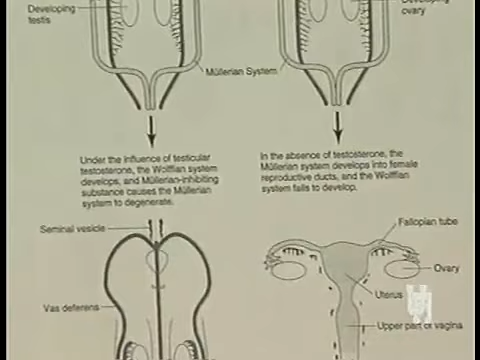 Developing
testis
ovary
Müllerian System
Under the influence of testicular
testosterone, the Wolffian system
develops, and Müllerian-inhibiting
substance causes the Müllerian
system to degenerate.
In the absence of testosterone, the
Müllerian system develops into female
reproductive ducts, and the Wolffian
system fails to develop.
Seminal vesicle
Fallopian tube
Ovary
Uterus
Vas deferens
Upper part of vagina